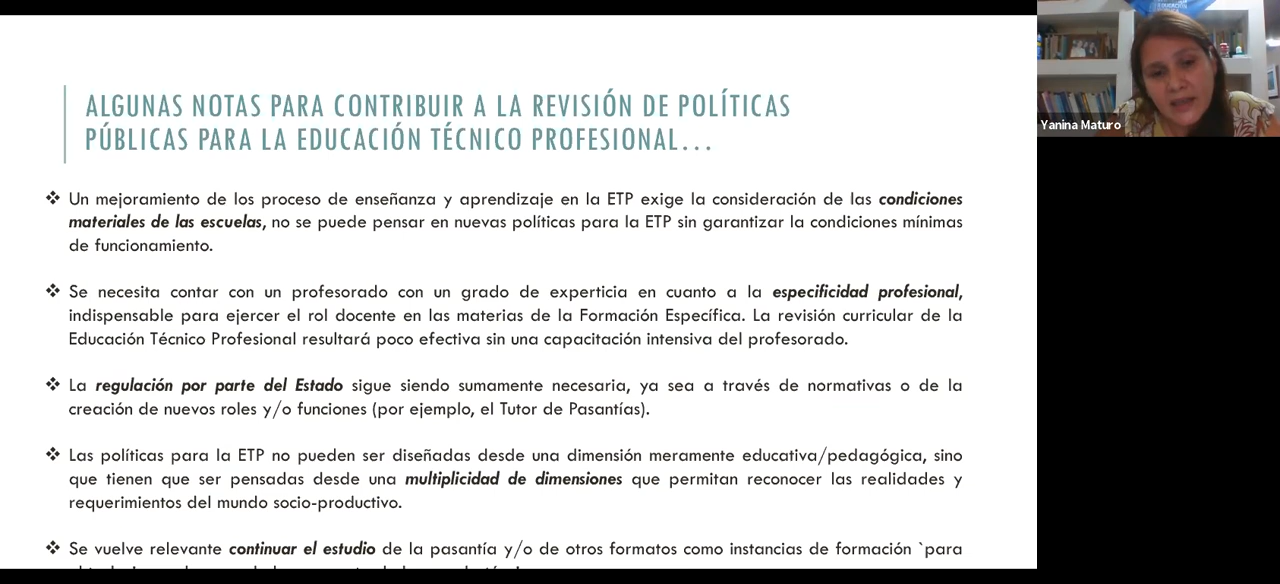 ALGUNAS NOTAS PARA CONTRIBUIR A LA REVISIÓN DE POLÍTICAS
PÚBLICAS PARA LA EDUCACIÓN TÉCNICO PROFESIONAL...
❖ Un mejoramiento de los proceso de enseñanza y aprendizaje en la ETP exige la consideración de las condiciones
materiales de las escuelas, no se puede pensar en nuevas políticas para la ETP sin garantizar la condiciones mínimas
de funcionamiento.
❖ Se necesita contar con un profesorado con un grado de experticia en cuanto a la especificidad profesional,
indispensable para ejercer el rol docente en las materias de la Formación Específica. La revisión curricular de la
Educación Técnico Profesional resultará poco efectiva sin una capacitación intensiva del profesorado.
❖ La regulación por parte del Estado sigue siendo sumamente necesaria, ya sea a través de normativas o de la
creación de nuevos roles y/o funciones (por ejemplo, el Tutor de Pasantías).
❖ Las políticas para la ETP no pueden ser diseñadas desde una dimensión meramente educativa/pedagógica, sino
que tienen que ser pensadas desde una multiplicidad de dimensiones que permitan reconocer las realidades y
requerimientos del mundo socio-productivo.
❖ Se vuelve relevante continuar el estudio de la pasantía y/o de otros formatos como instancias de formación `para
Yanina Maturo